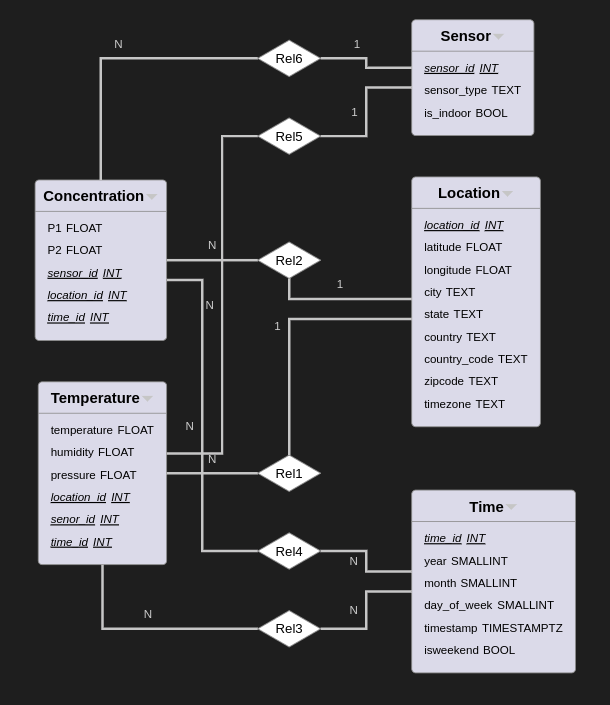 Sensor
sensor_id INT
sensor_type TEXT
is_indoor BOOL
Location
location_id INT
latitude FLOAT
longitude FLOAT
city TEXT
state TEXT
country TEXT
country_code TEXT
zipcode TEXT
timezone TEXT
Concentration
P1 FLOAT
P2 FLOAT
sensor_id INT
location_id INT
time_id INT
Temperature
temperature FLOAT
humidity FLOAT
pressure FLOAT
location_id INT
senor_id INT
time_id INT
Time
time_id INT
year SMALLINT
month SMALLINT
day_of_week SMALLINT
timestamp TIMESTAMPTZ
isweekend BOOL
N
Rel6
1
Rel5
1
N
Rel2
1
N
1
N
N
Rel1
Rel4
N
N
Rel3
N